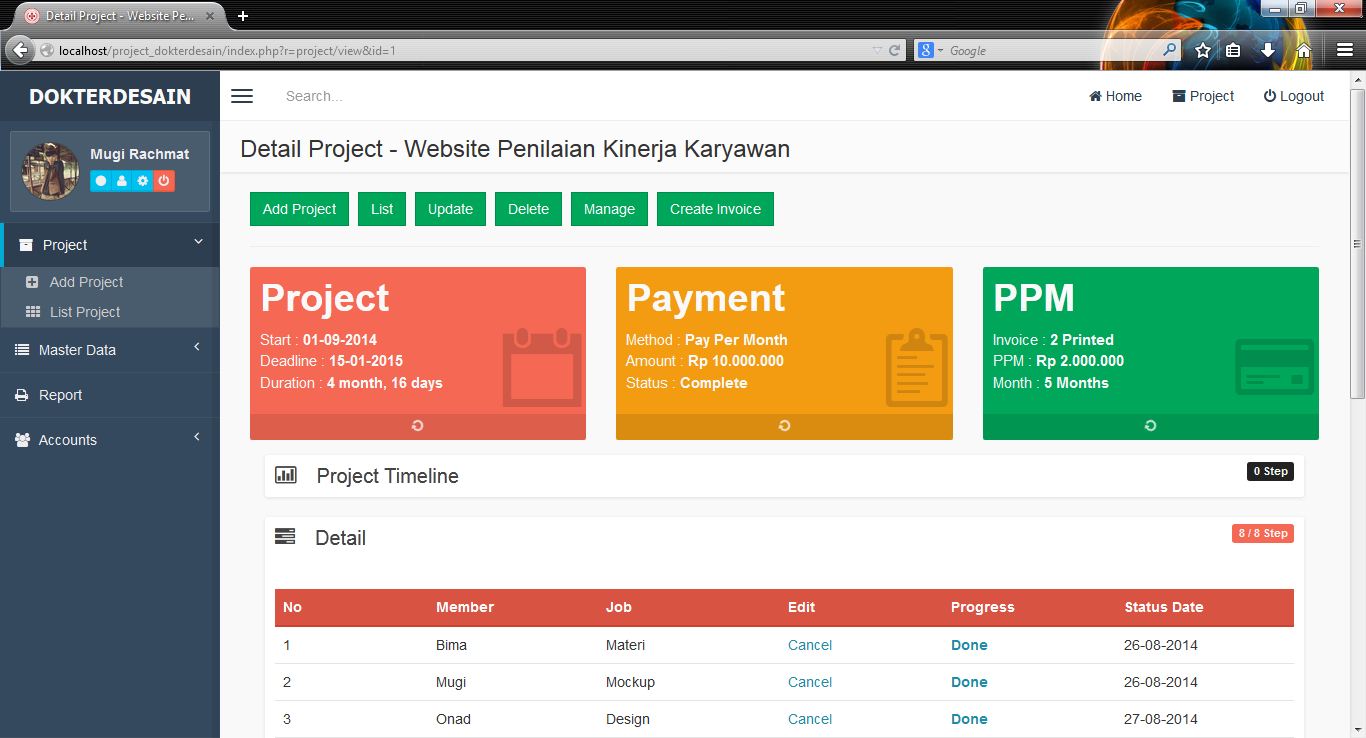 Detail Project - Website Pe...
localhost/project_dokterdesain/index.php?r=project/view&id=1
Google
DOKTERDESAIN
Search...
Home
Project
Logout
Mugi Rachmat
Detail Project - Website Penilaian Kinerja Karyawan
Add Project
List
Update
Delete
Manage
Create Invoice
Project
Add Project
List Project
Master Data
Report
Accounts
Project
Start : 01-09-2014
Deadline : 15-01-2015
Duration : 4 month, 16 days
Payment
Method : Pay Per Month
Amount : Rp 10.000.000
Status : Complete
PPM
Invoice : 2 Printed
PPM : Rp 2.000.000
Month : 5 Months
Project Timeline
0 Step
Detail
8 / 8 Step
No Member Job Edit Progress Status Date
1 Bima Materi Cancel Done 26-08-2014
2 Mugi Mockup Cancel Done 26-08-2014
3 Onad Design Cancel Done 27-08-2014